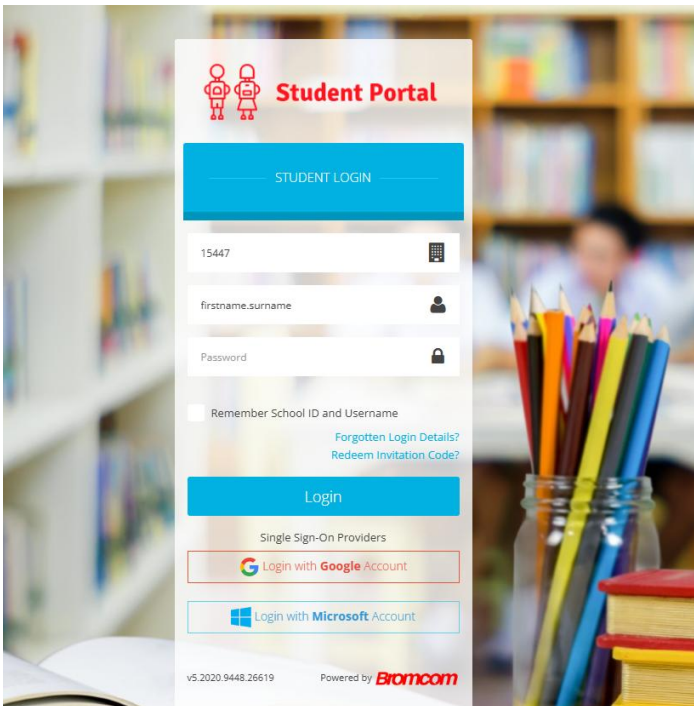 Student Portal
STUDENT LOGIN
15447
firstname.surname
Password
Remember School ID and Username
Forgotten Login Details?
Redeem Invitation Code?
Login
Single Sign-On Providers
Login with Google Account
Login with Microsoft Account
v5.2020.9448.26619 Powered by Bromcom